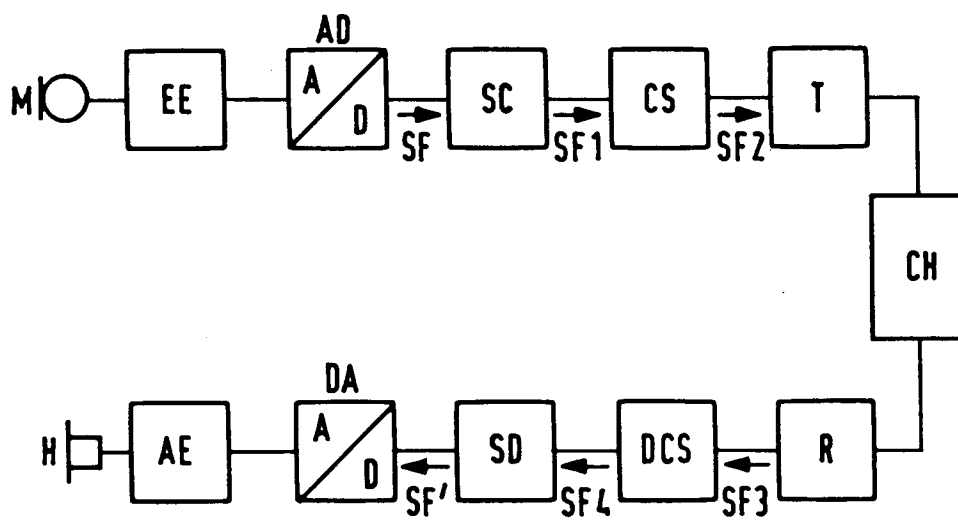 AD
M EE A D SC CS T
SF SF1 SF2
CH
DA
H AE A D SD DCS R
SF' SF4 SF3